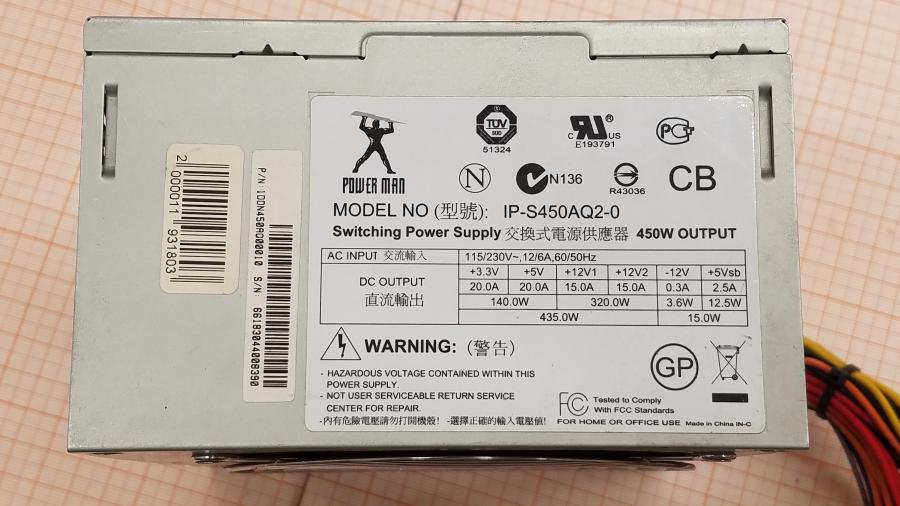 2 000011 931803
P/N:IDDN450AQ00010 S/N: 66183044008390
POWER MAN
TÜV
SÜD
51324
C RU® US
E193791
PCT
N
N136
R43036
CB
MODEL NO (型號): IP-S450AQ2-0
Switching Power Supply 交換式電源供應器 450W OUTPUT
AC INPUT 交流輸入 115/230V~,12/6A,60/50Hz
DC OUTPUT
直流輸出
+3.3V +5V +12V1 +12V2 -12V +5Vsb
20.0A 20.0A 15.0A 15.0A 0.3A 2.5A
140.0W 320.0W 3.6W 12.5W
435.0W 15.0W
WARNING: (警告)
- HAZARDOUS VOLTAGE CONTAINED WITHIN THIS
POWER SUPPLY.
- NOT USER SERVICEABLE RETURN SERVICE
CENTER FOR REPAIR.
-內有危險電壓請勿打開機殼! -選擇正確的輸入電壓值!
GP
FC Tested to Comply
With FCC Standards
FOR HOME OR OFFICE USE Made in China IN-C